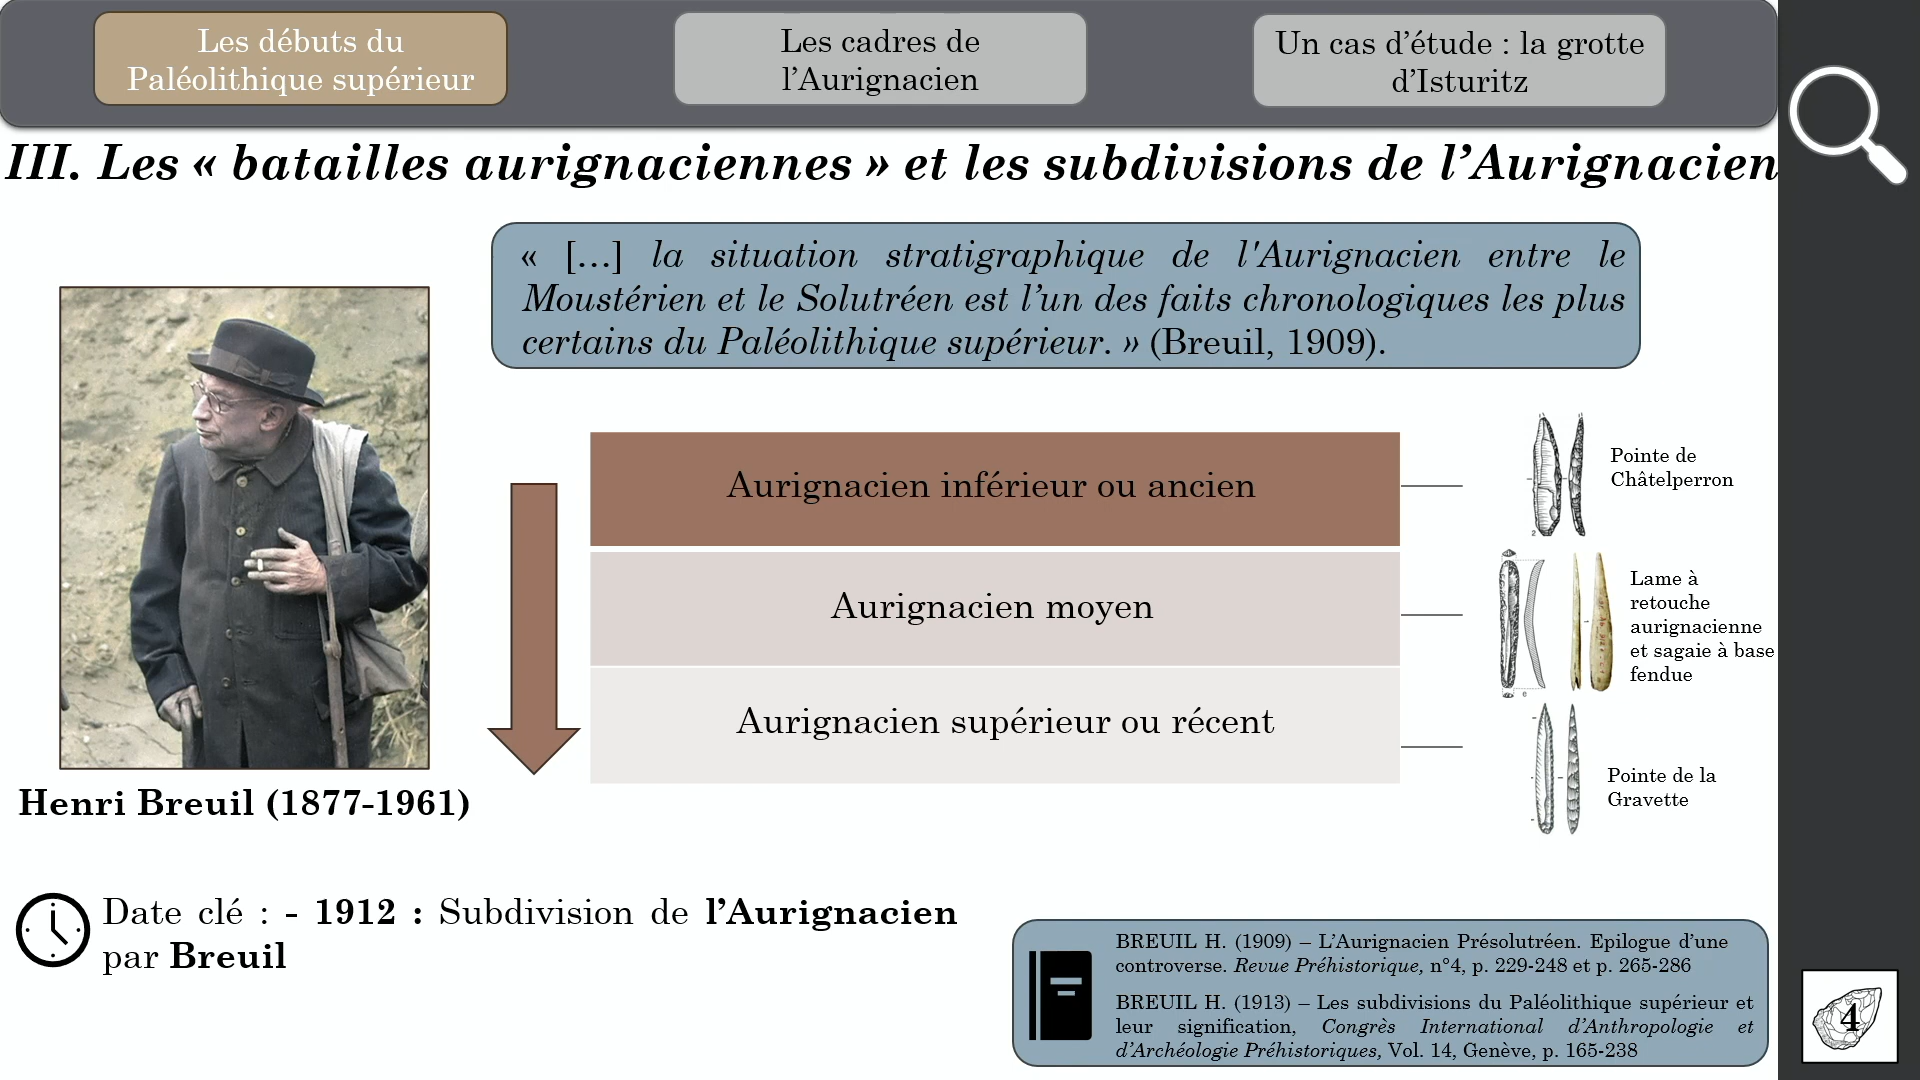 Les débuts du
Paléolithique supérieur
Les cadres de
l’Aurignacien
Un cas d’étude : la grotte
d’Isturitz
III. Les « batailles aurignaciennes » et les subdivisions de l’Aurignacien
« […] la situation stratigraphique de l'Aurignacien entre le
Moustérien et le Solutréen est l’un des faits chronologiques les plus
certains du Paléolithique supérieur. » (Breuil, 1909).
Aurignacien inférieur ou ancien
Pointe de
Châtelperron
2
Aurignacien moyen
Lame à
retouche
aurignacienne
et sagaie à base
fendue
Aurignacien supérieur ou récent
Pointe de la
Gravette
Henri Breuil (1877-1961)
Date clé : - 1912 : Subdivision de l’Aurignacien
par Breuil
BREUIL H. (1909) – L’Aurignacien Présolutréen. Epilogue d’une
controverse. Revue Préhistorique, n°4, p. 229-248 et p. 265-286
BREUIL H. (1913) – Les subdivisions du Paléolithique supérieur et
leur signification, Congrès International d’Anthropologie et
d’Archéologie Préhistoriques, Vol. 14, Genève, p. 165-238
4